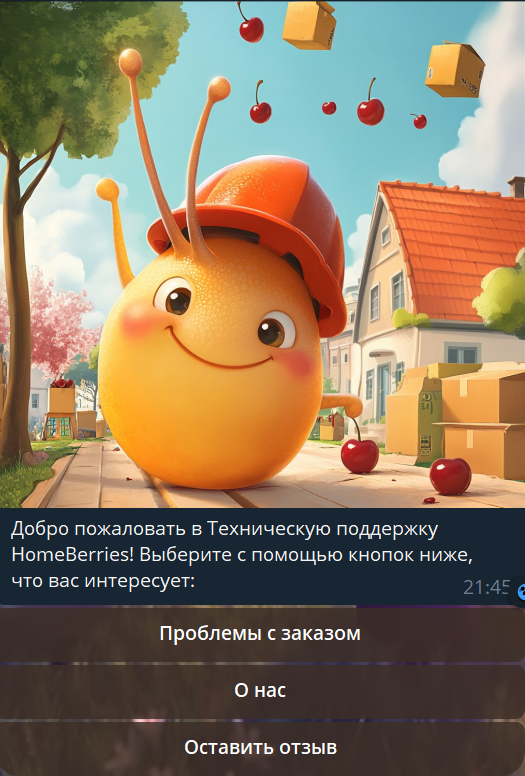 Добро пожаловать в Техническую поддержку
HomeBerries! Выберите с помощью кнопок ниже,
что вас интересует:
21:45
Проблемы с заказом
О нас
Оставить отзыв